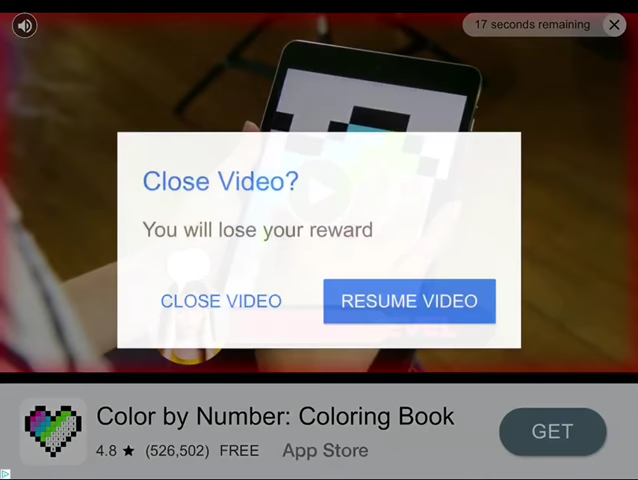 17 seconds remaining
Close Video?
You will lose your reward
CLOSE VIDEO
RESUME VIDEO
Color by Number: Coloring Book
4.8 ★ (526,502) FREE App Store
GET